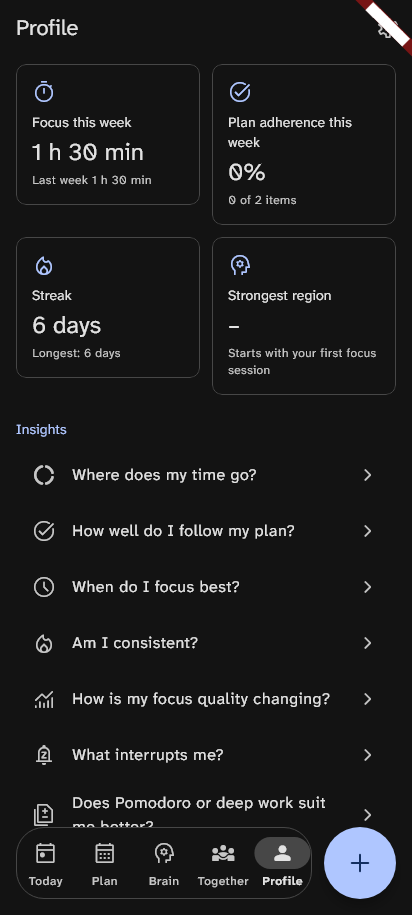 Profile
Focus this week
1 h 30 min
Last week 1 h 30 min
Plan adherence this
week
0%
0 of 2 items
Streak
6 days
Longest: 6 days
Strongest region
–
Starts with your first focus
session
Insights
Where does my time go?
How well do I follow my plan?
When do I focus best?
Am I consistent?
How is my focus quality changing?
What interrupts me?
Does Pomodoro or deep work suit
me better?
Today
Plan
Brain
Together
Profile